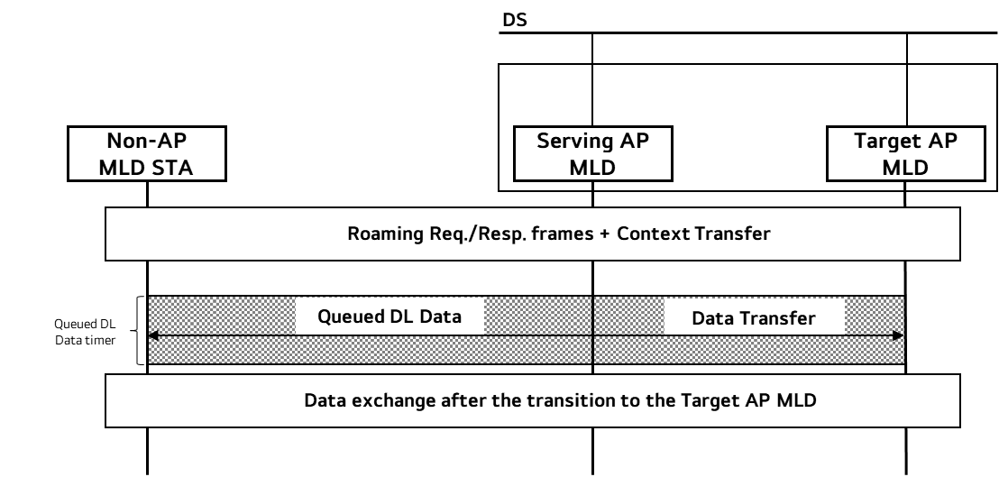 DS
Non-AP
MLD STA
Serving AP
MLD
Target AP
MLD
Roaming Req./Resp. frames + Context Transfer
Queued DL
Data timer
Queued DL Data
Data Transfer
Data exchange after the transition to the Target AP MLD